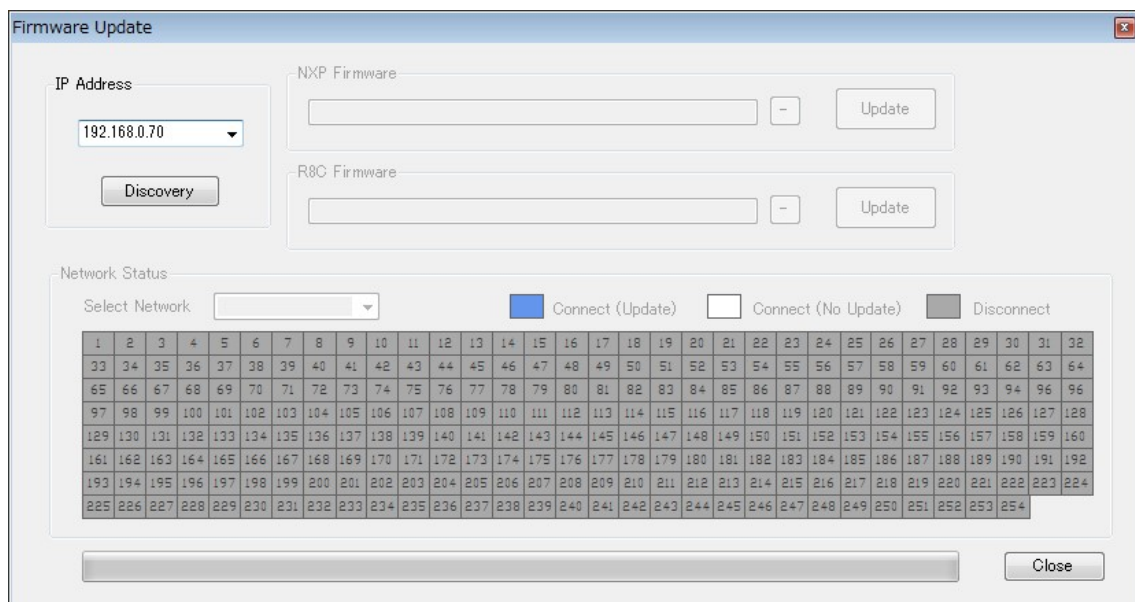 Firmware Update
IP Address
192.168.0.70
Discovery
NXP Firmware
- Update
R8C Firmware
- Update
Network Status
Select Network Connect (Update) Connect (No Update) Disconnect
1 2 3 4 5 6 7 8 9 10 11 12 13 14 15 16 17 18 19 20 21 22 23 24 25 26 27 28 29 30 31 32
33 34 35 36 37 38 39 40 41 42 43 44 45 46 47 48 49 50 51 52 53 54 55 56 57 58 59 60 61 62 63 64
65 66 67 68 69 70 71 72 73 74 75 76 77 78 79 80 81 82 83 84 85 86 87 88 89 90 91 92 93 94 96 96
97 98 99 100 101 102 103 104 105 106 107 108 109 110 111 112 113 114 115 116 117 118 119 120 121 122 123 124 125 126 127 128
129 130 131 132 133 134 135 136 137 138 139 140 141 142 143 144 145 146 147 148 149 150 151 152 153 154 155 156 157 158 159 160
161 162 163 164 165 166 167 168 169 170 171 172 173 174 175 176 177 178 179 180 181 182 183 184 185 186 187 188 189 190 191 192
193 194 195 196 197 198 199 200 201 202 203 204 205 206 207 208 209 210 211 212 213 214 215 216 217 218 219 220 221 222 223 224
225 226 227 228 229 230 231 232 233 234 235 236 237 238 239 240 241 242 243 244 245 246 247 248 249 250 251 252 253 254
Close